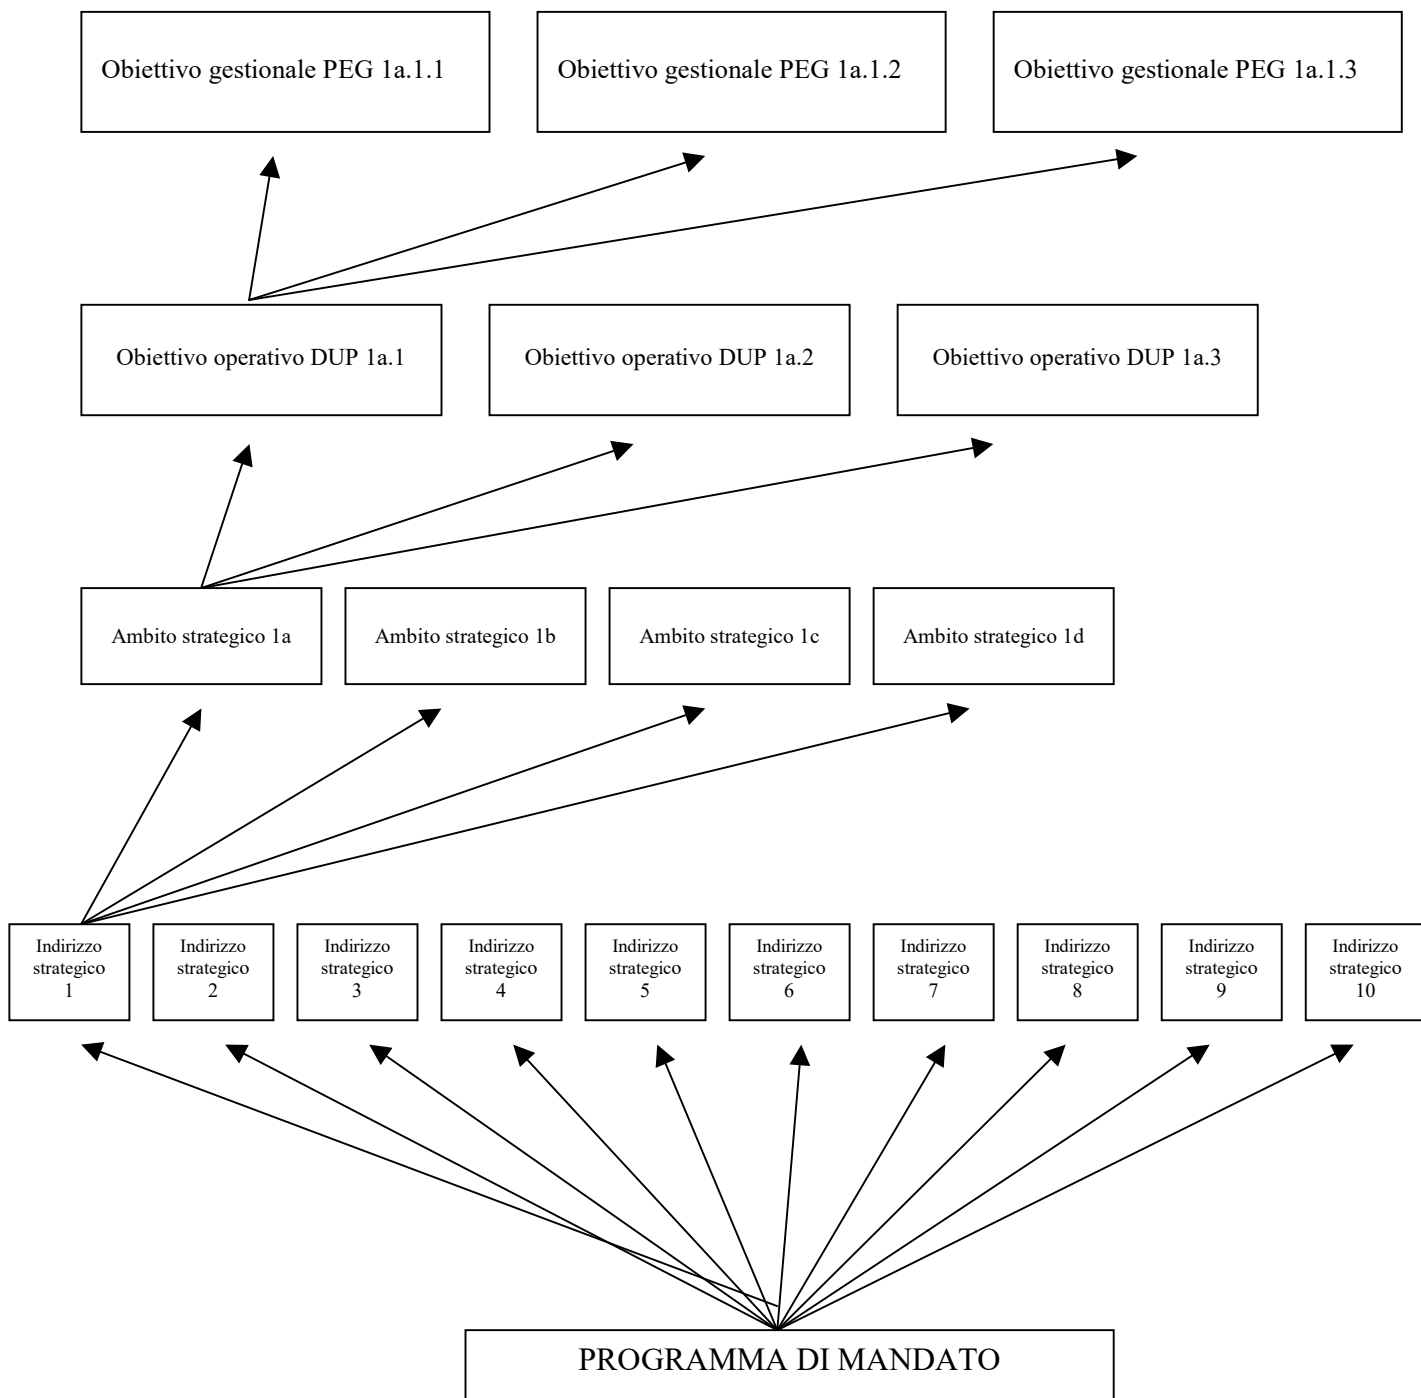 Obiettivo gestionale PEG 1a.1.1
Obiettivo gestionale PEG 1a.1.2
Obiettivo gestionale PEG 1a.1.3
Obiettivo operativo DUP 1a.1
Obiettivo operativo DUP 1a.2
Obiettivo operativo DUP 1a.3
Ambito strategico 1a
Ambito strategico 1b
Ambito strategico 1c
Ambito strategico 1d
Indirizzo
strategico
1
Indirizzo
strategico
2
Indirizzo
strategico
3
Indirizzo
strategico
4
Indirizzo
strategico
5
Indirizzo
strategico
6
Indirizzo
strategico
7
Indirizzo
strategico
8
Indirizzo
strategico
9
Indirizzo
strategico
10
PROGRAMMA DI MANDATO